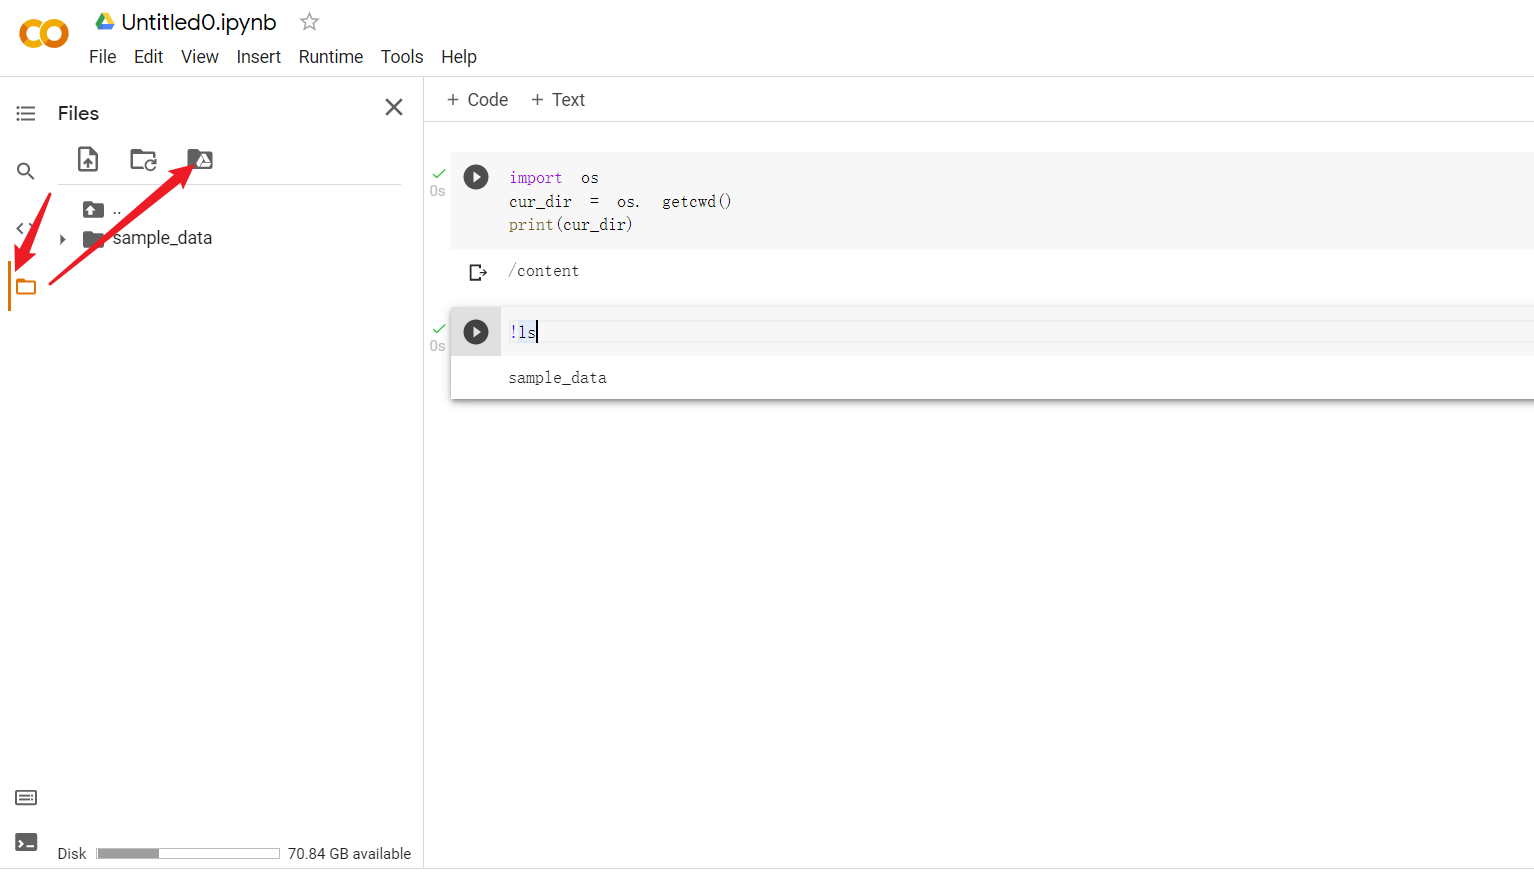 Untitled0.ipynb
File Edit View Insert Runtime Tools Help
Files
+ Code + Text
..
sample_data
0s
import os
cur_dir = os. getcwd()
print(cur_dir)
/content
0s
!ls
sample_data
Disk 70.84 GB available